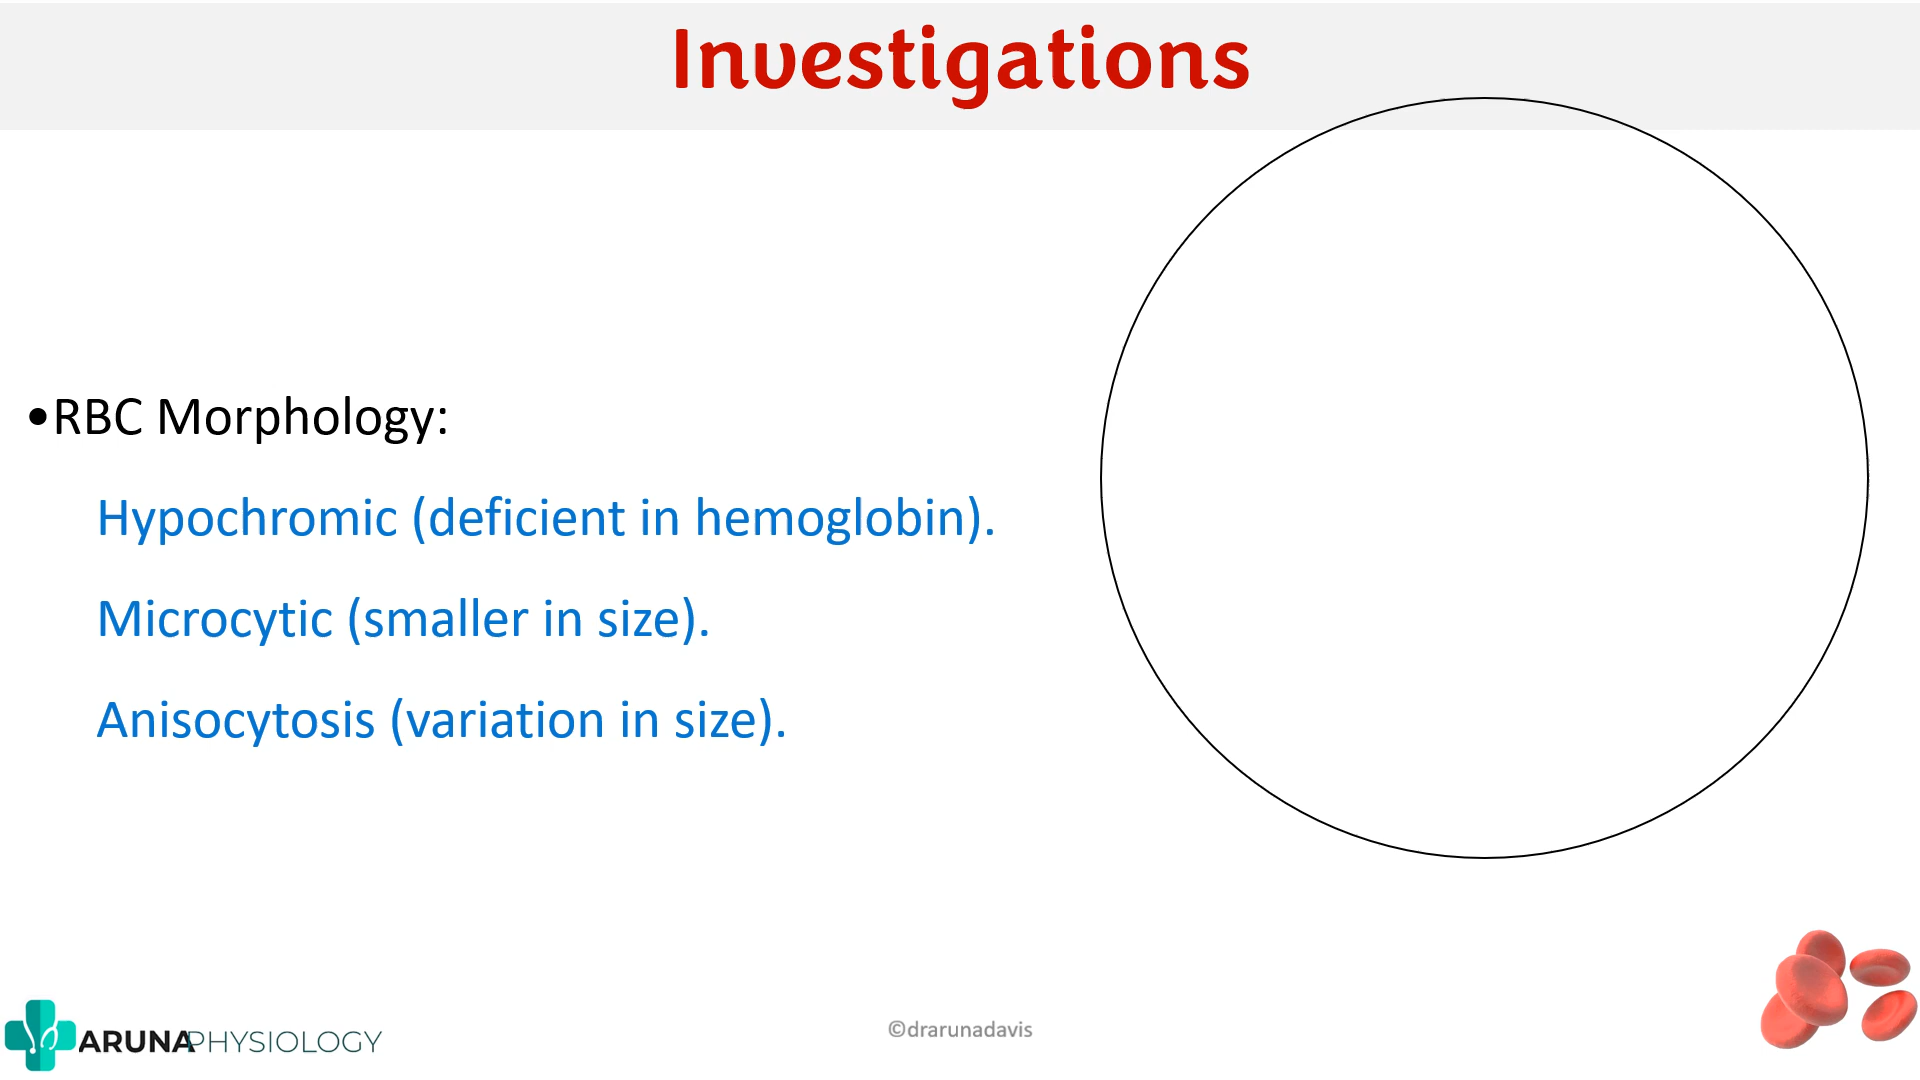 Investigations
•RBC Morphology:
Hypochromic (deficient in hemoglobin).
Microcytic (smaller in size).
Anisocytosis (variation in size).
ARUNAPHYSIOLOGY
©drarunadavis